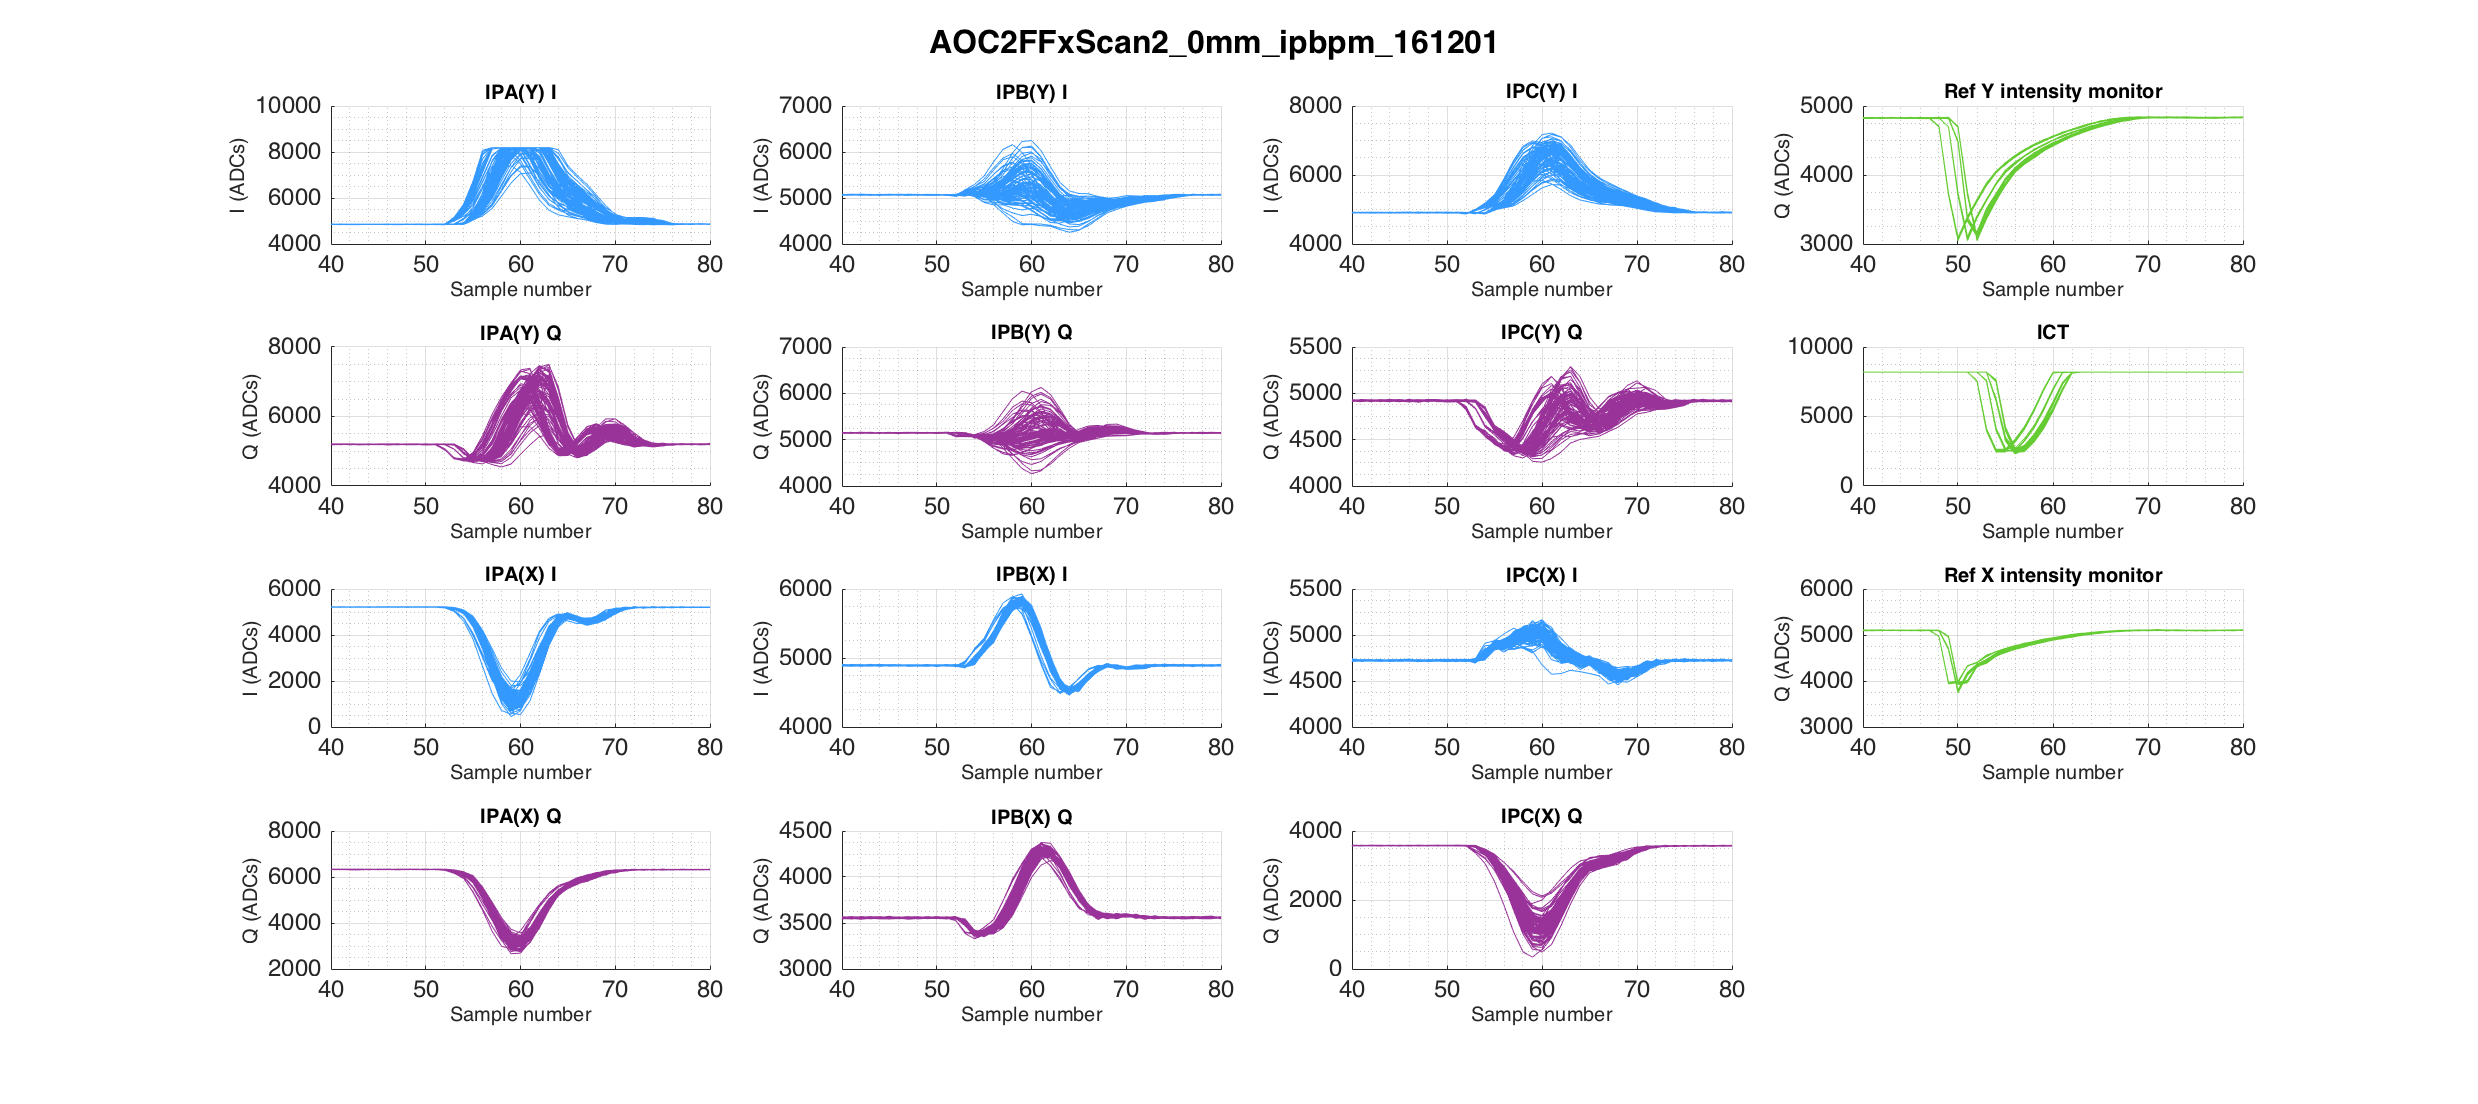 AOC2FFxScan2_0mm_ipbpm_161201
IPA(Y) I
10000
8000
6000
4000
I (ADCs)
40 50 60 70 80
Sample number
IPB(Y) I
7000
6000
5000
4000
I (ADCs)
40 50 60 70 80
Sample number
IPC(Y) I
8000
6000
4000
I (ADCs)
40 50 60 70 80
Sample number
Ref Y intensity monitor
5000
4000
3000
Q (ADCs)
40 50 60 70 80
Sample number
IPA(Y) Q
8000
6000
4000
Q (ADCs)
40 50 60 70 80
Sample number
IPB(Y) Q
7000
6000
5000
4000
Q (ADCs)
40 50 60 70 80
Sample number
IPC(Y) Q
5500
5000
4500
4000
Q (ADCs)
40 50 60 70 80
Sample number
ICT
10000
5000
0
Q (ADCs)
40 50 60 70 80
Sample number
IPA(X) I
6000
4000
2000
0
I (ADCs)
40 50 60 70 80
Sample number
IPB(X) I
6000
5000
4000
I (ADCs)
40 50 60 70 80
Sample number
IPC(X) I
5500
5000
4500
4000
I (ADCs)
40 50 60 70 80
Sample number
Ref X intensity monitor
6000
5000
4000
3000
Q (ADCs)
40 50 60 70 80
Sample number
IPA(X) Q
8000
6000
4000
2000
Q (ADCs)
40 50 60 70 80
Sample number
IPB(X) Q
4500
4000
3500
3000
Q (ADCs)
40 50 60 70 80
Sample number
IPC(X) Q
4000
2000
0
Q (ADCs)
40 50 60 70 80
Sample number